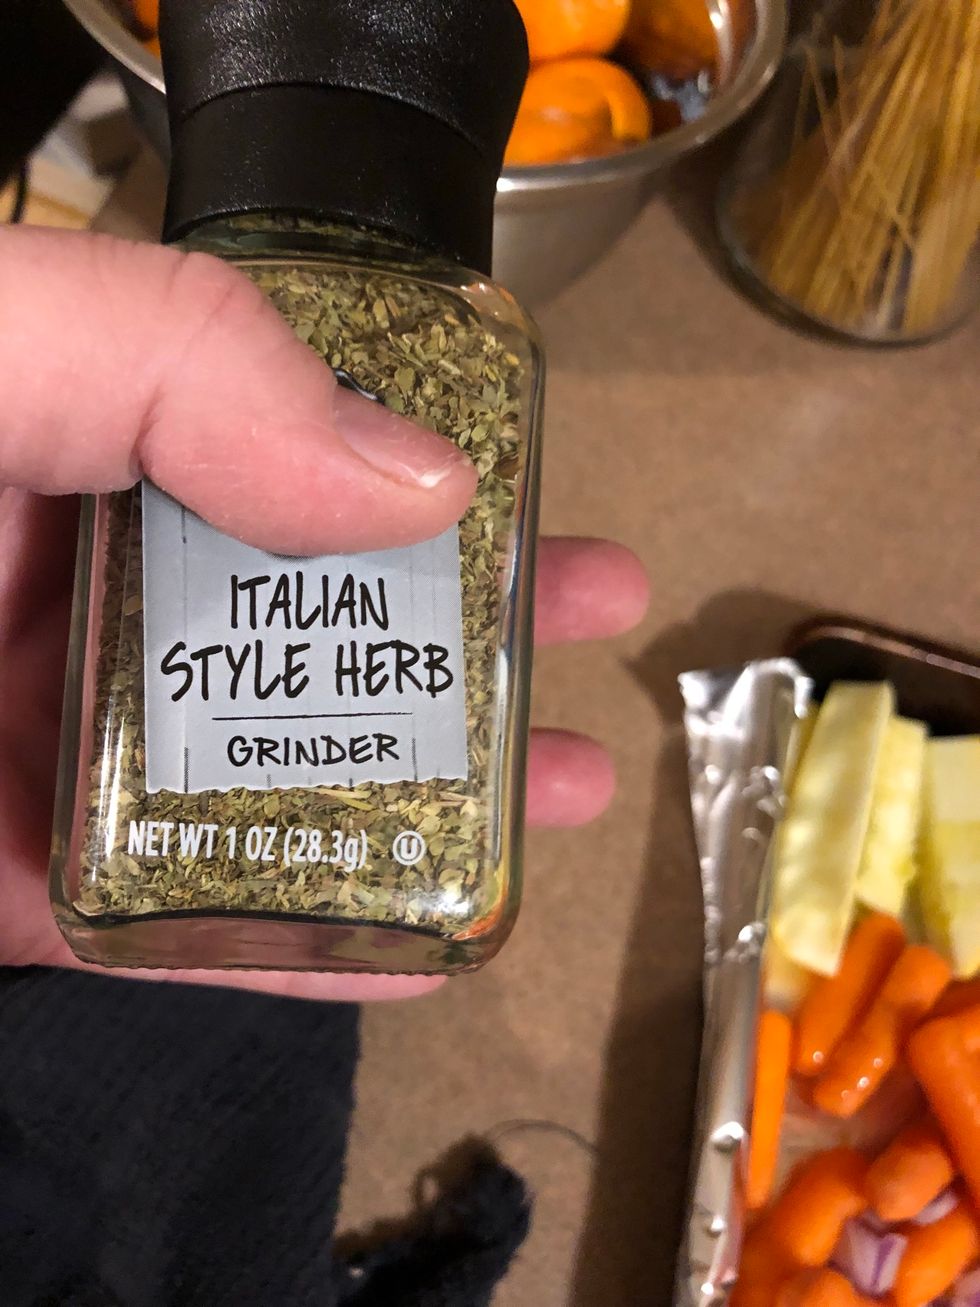 ITALIAN
STYLE HERB
GRINDER
NET WT 1 OZ (28.3g) Ⓤ